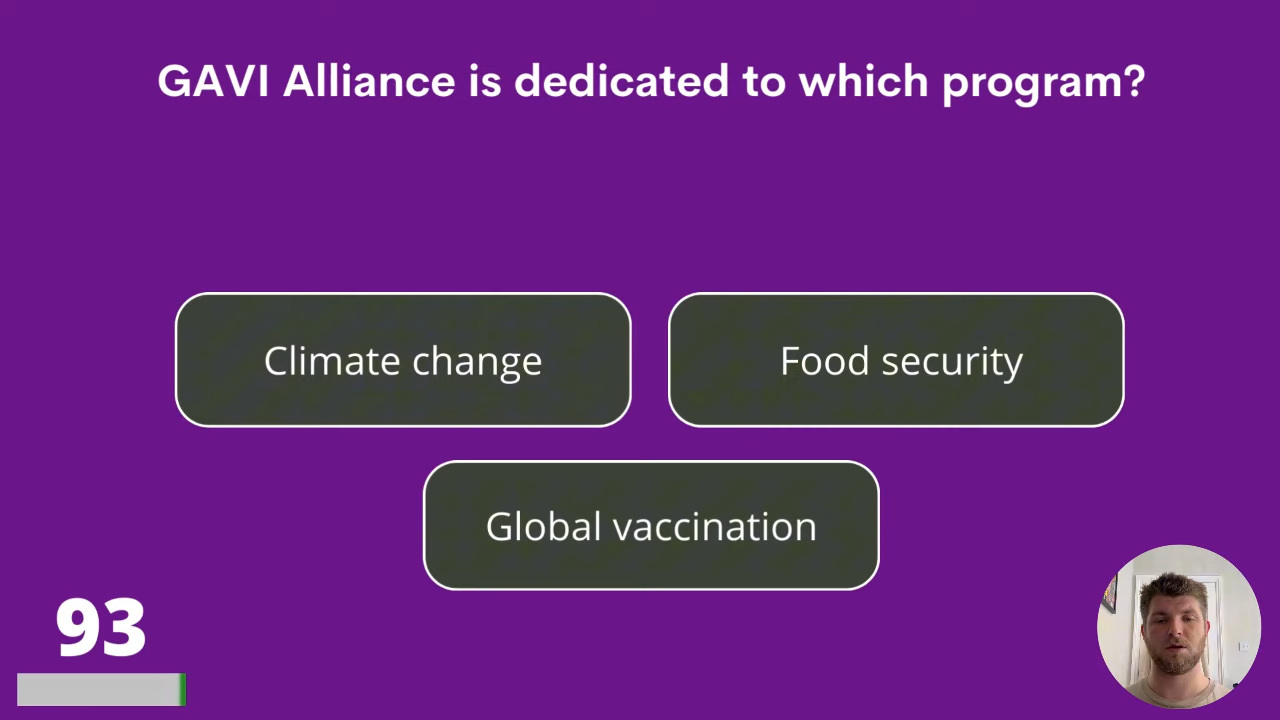 GAVI Alliance is dedicated to which program?
Climate change
Food security
Global vaccination
93